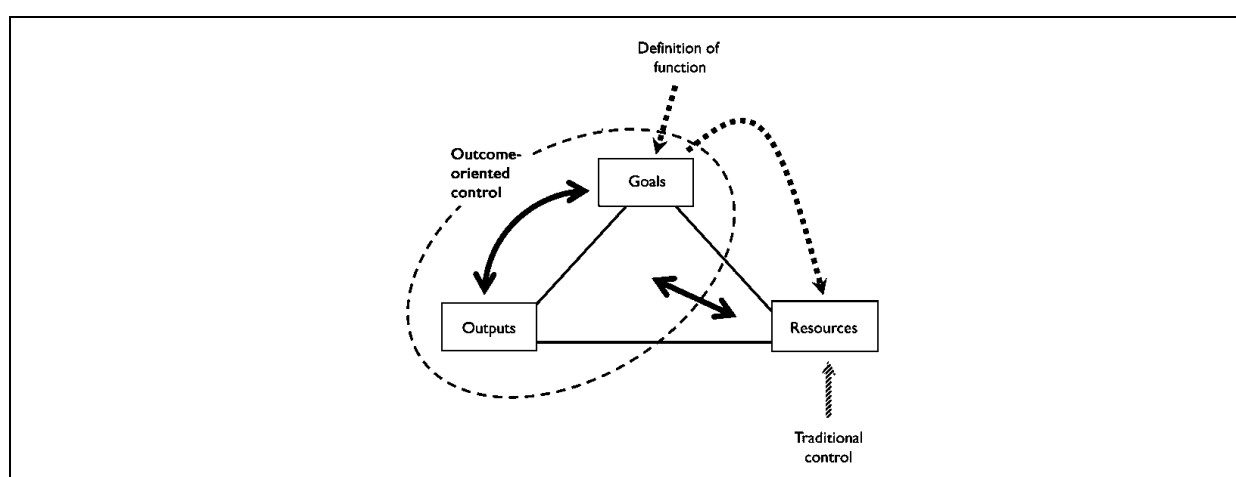 Definition of
function
Outcome-
oriented
control
Goals
Outputs
Resources
Traditional
control